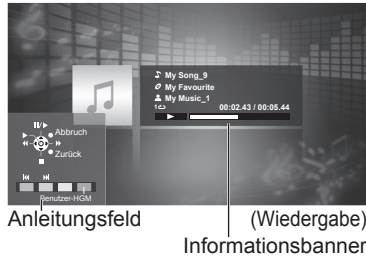 My Song_9
My Favourite
My Music_1
00:02.43 / 00:05.44
Abbruch
Zurück
Benutzer-HGM
Anleitungsfeld
(Wiedergabe)
Informationsbanner